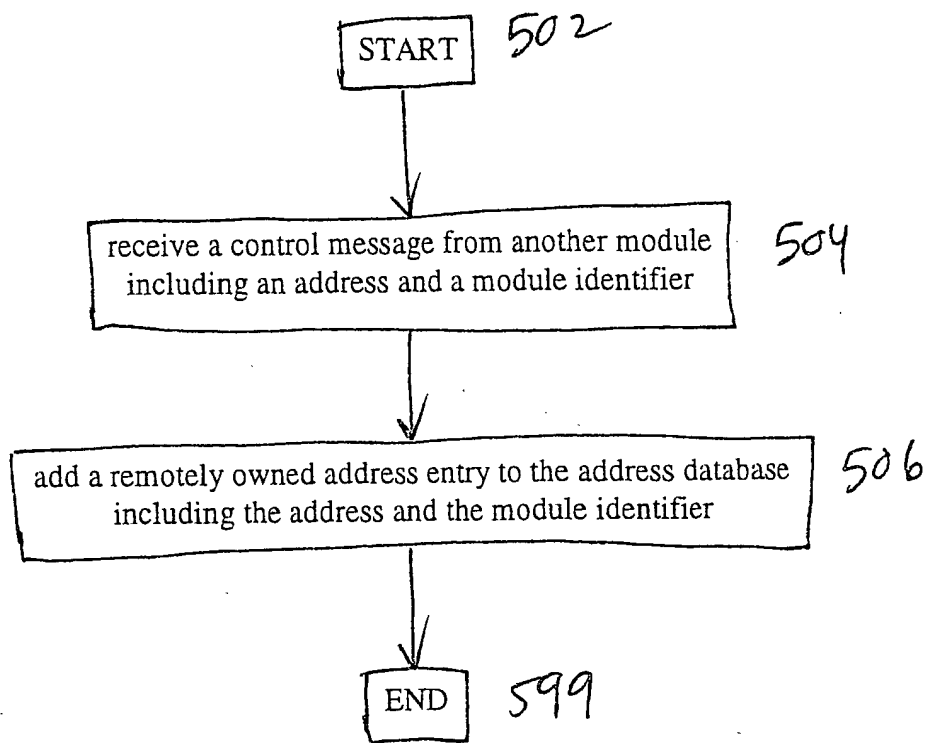 START 502
receive a control message from another module
including an address and a module identifier
504
add a remotely owned address entry to the address database
including the address and the module identifier
506
END 599